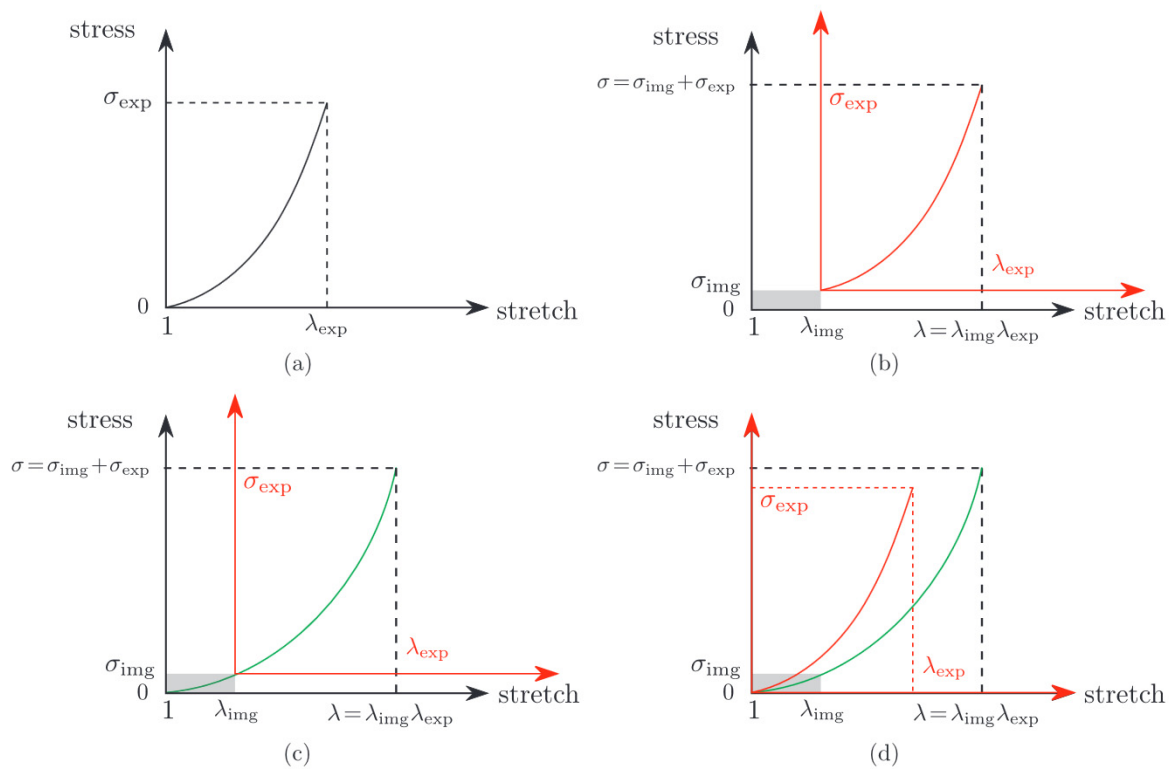 stress
σexp
0
1
λexp
stretch
(a)
stress
σ=σimg+σexp
σexp
λexp
σimg
0
1
λimg
λ=λimgλexp
stretch
(b)
stress
σ=σimg+σexp
σexp
λexp
σimg
0
1
λimg
λ=λimgλexp
stretch
(c)
stress
σ=σimg+σexp
σexp
λexp
σimg
0
1
λimg
λ=λimgλexp
stretch
(d)